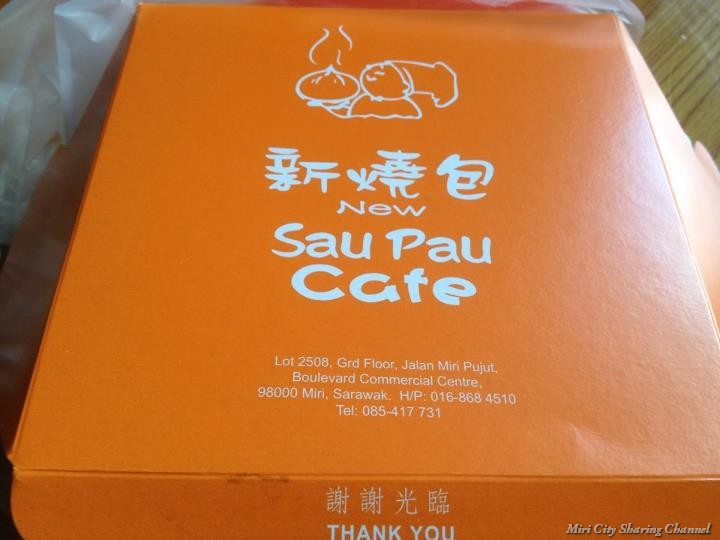 新燒包
New
Sau Pau
Cafe
Lot 2508, Grd Floor, Jalan Miri Pujut,
Boulevard Commercial Centre,
98000 Miri, Sarawak. H/P: 016-868 4510
Tel: 085-417 731
謝謝光臨
THANK YOU
Miri City Sharing Channel